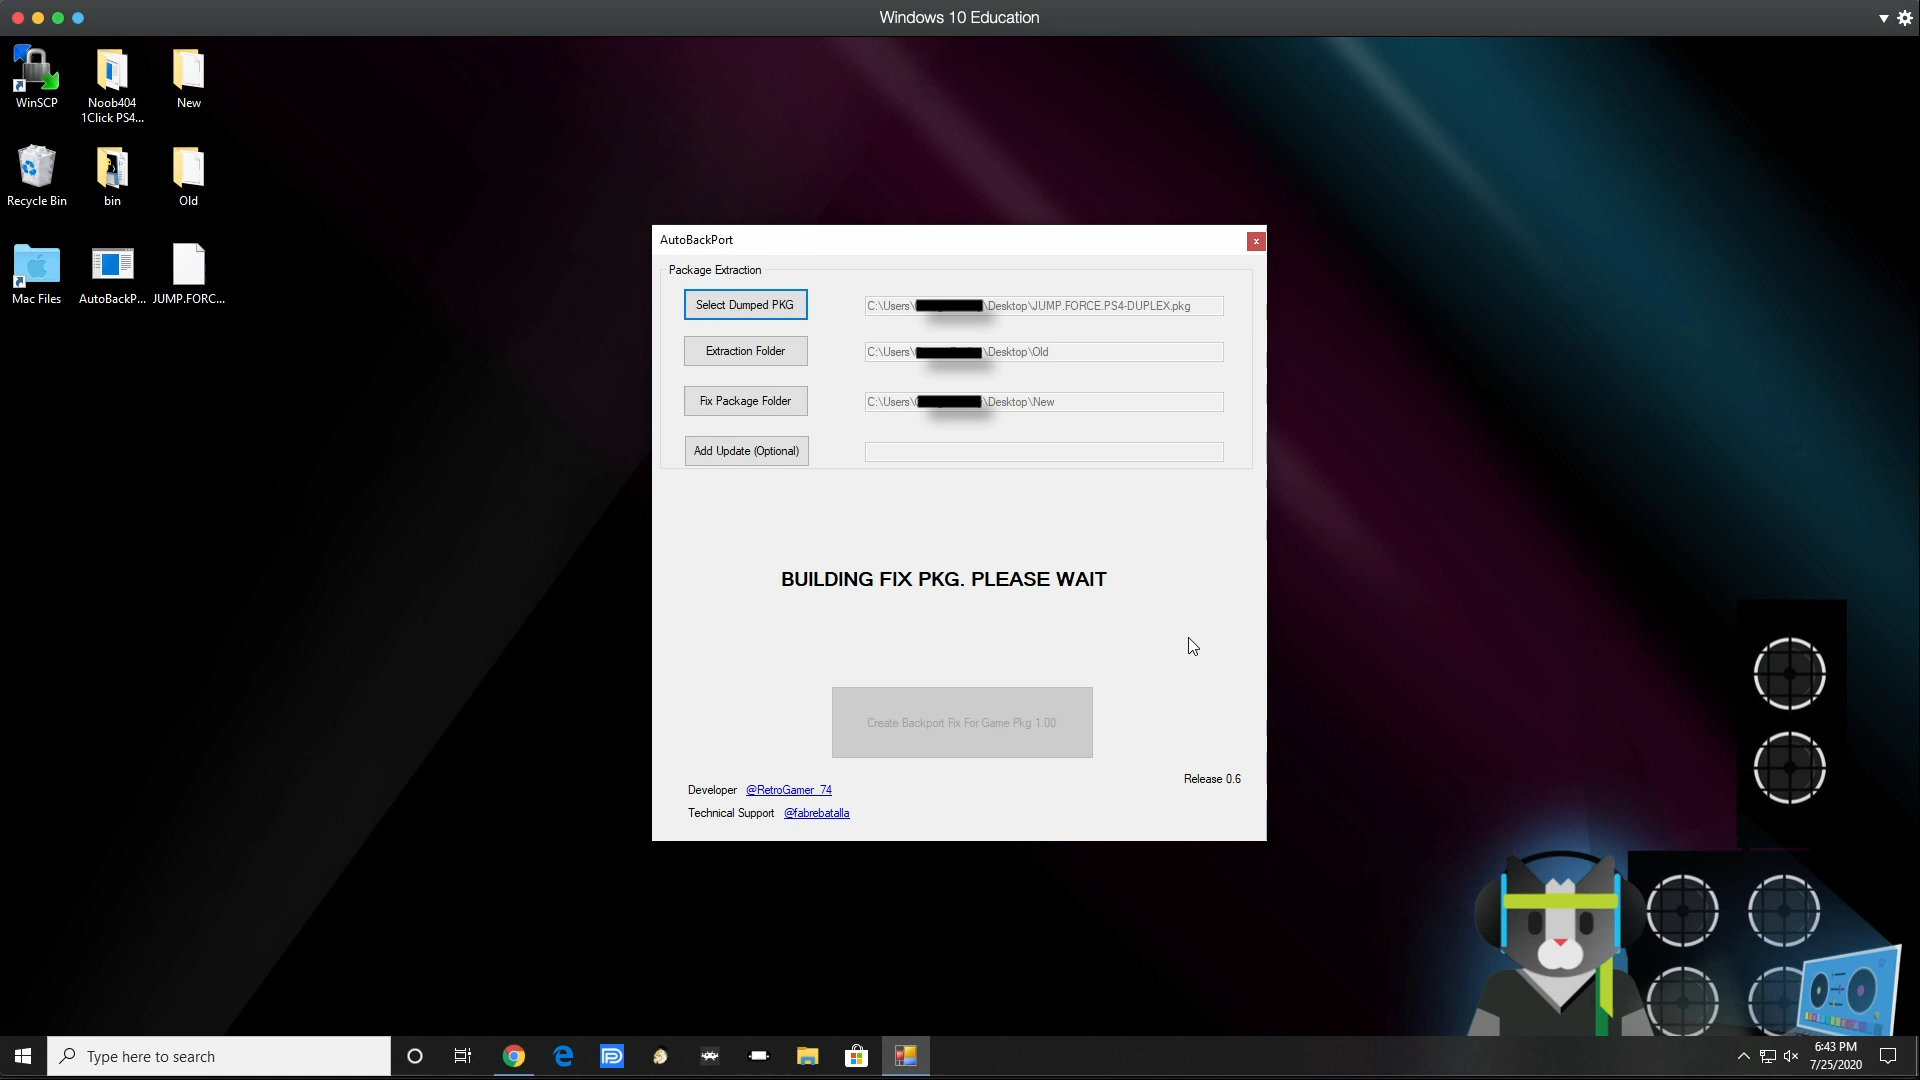 Windows 10 Education
WinSCP
Noob404
1Click PS4...
New
Recycle Bin
bin
Old
Mac Files
AutoBackP...
JUMP.FORC...
AutoBackPort
x
Package Extraction
Select Dumped PKG
C:\Users\ \Desktop\JUMP.FORCE.PS4-DUPLEX.pkg
Extraction Folder
C:\Users\ \Desktop\Old
Fix Package Folder
C:\Users\ \Desktop\New
Add Update (Optional)
BUILDING FIX PKG. PLEASE WAIT
Create Backport Fix For Game Pkg 1.00
Release 0.6
Developer @RetroGamer_74
Technical Support @fabrebatalla
Type here to search
6:43 PM
7/25/2020